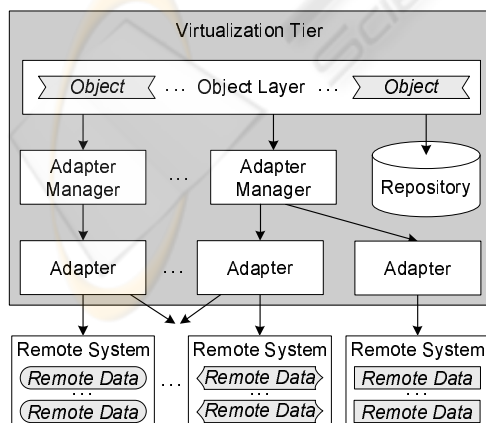 Virtualization Tier
Object ... Object Layer ... Object
Adapter
Manager
...
Adapter
Manager
Repository
Adapter ... Adapter Adapter
Remote System Remote System Remote System
Remote Data ... Remote Data Remote Data
... ... ...
Remote Data Remote Data Remote Data